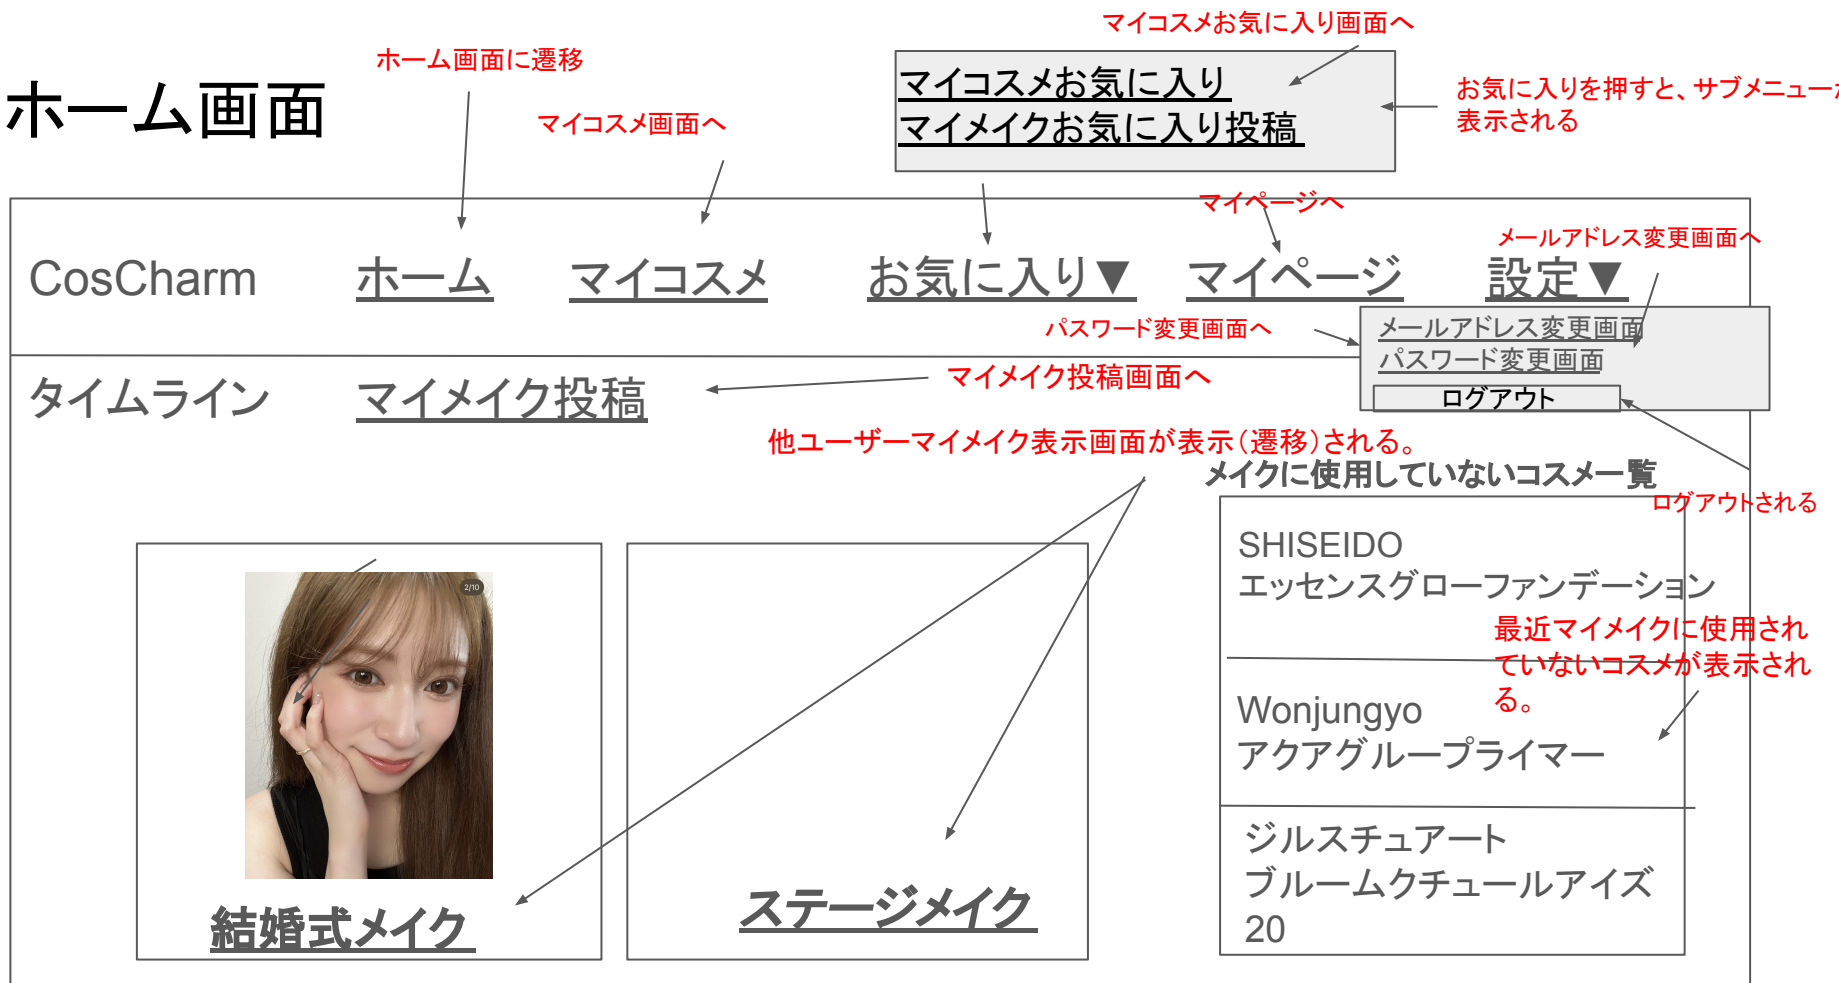 マイコスメお気に入り画面へ
ホーム画面に遷移
ホーム画面
マイコスメ画面へ
マイコスメお気に入り
マイメイクお気に入り投稿
お気に入りを押すと、サブメニューが
表示される
マイページへ
メールアドレス変更画面へ
CosCharm
ホーム
マイコスメ
お気に入り▼
マイページ
設定▼
パスワード変更画面へ
メールアドレス変更画面
パスワード変更画面
ログアウト
タイムライン
マイメイク投稿
マイメイク投稿画面へ
他ユーザーマイメイク表示画面が表示（遷移）される。
メイクに使用していないコスメ一覧
ログアウトされる
2/10
結婚式メイク
ステージメイク
SHISEIDO
エッセンスグローファンデーション
最近マイメイクに使用され
ていないコスメが表示され
る。
Wonjungyo
アクアグループライマー
ジルスチュアート
ブルームクチュールアイズ
20